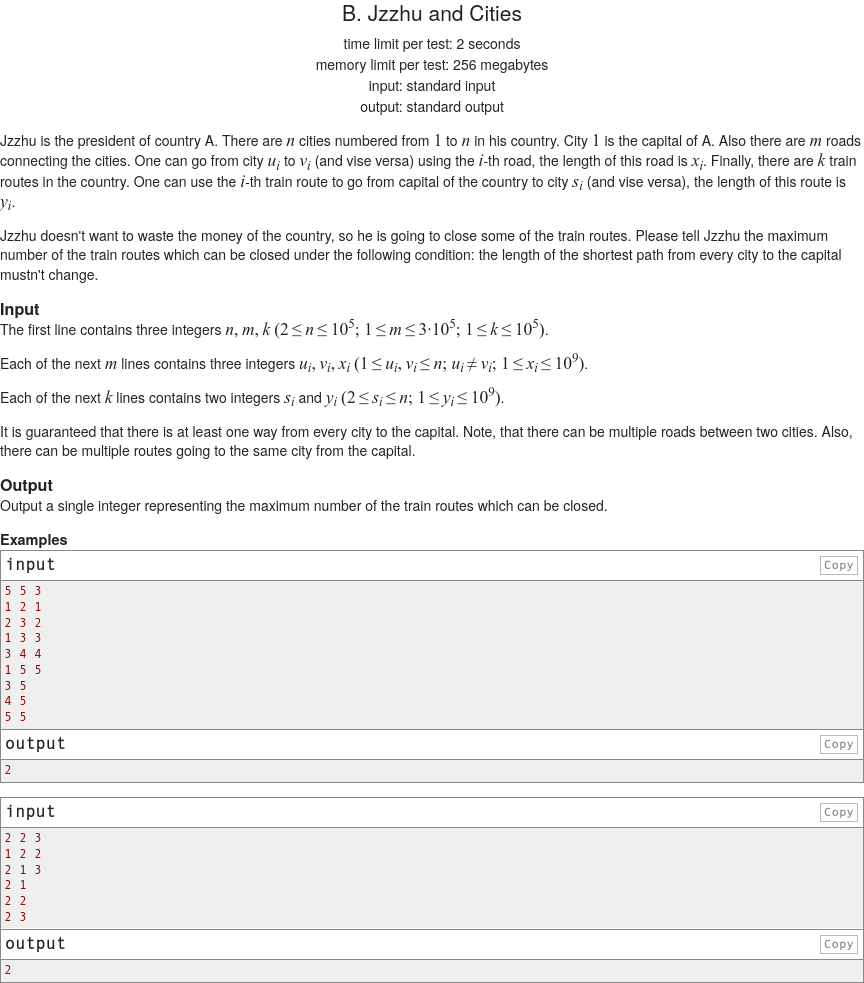 B. Jzzhu and Cities
time limit per test: 2 seconds
memory limit per test: 256 megabytes
input: standard input
output: standard output
Jzzhu is the president of country A. There are n cities numbered from 1 to n in his country. City 1 is the capital of A. Also there are m roads
connecting the cities. One can go from city u_i to v_i (and vise versa) using the i-th road, the length of this road is x_i. Finally, there are k train
routes in the country. One can use the i-th train route to go from capital of the country to city s_i (and vise versa), the length of this route is
y_i.
Jzzhu doesn't want to waste the money of the country, so he is going to close some of the train routes. Please tell Jzzhu the maximum
number of the train routes which can be closed under the following condition: the length of the shortest path from every city to the capital
mustn't change.
Input
The first line contains three integers n, m, k (2 ≤ n ≤ 10^5; 1 ≤ m ≤ 3·10^5; 1 ≤ k ≤ 10^5).
Each of the next m lines contains three integers u_i, v_i, x_i (1 ≤ u_i, v_i ≤ n; u_i ≠ v_i; 1 ≤ x_i ≤ 10^9).
Each of the next k lines contains two integers s_i and y_i (2 ≤ s_i ≤ n; 1 ≤ y_i ≤ 10^9).
It is guaranteed that there is at least one way from every city to the capital. Note, that there can be multiple roads between two cities. Also,
there can be multiple routes going to the same city from the capital.
Output
Output a single integer representing the maximum number of the train routes which can be closed.
Examples
input Copy
5 5 3
1 2 1
2 3 2
1 3 3
3 4 4
1 5 5
3 5
4 5
5 5
output Copy
2
input Copy
2 2 3
1 2 2
2 1 3
2 1
2 2
2 3
output Copy
2